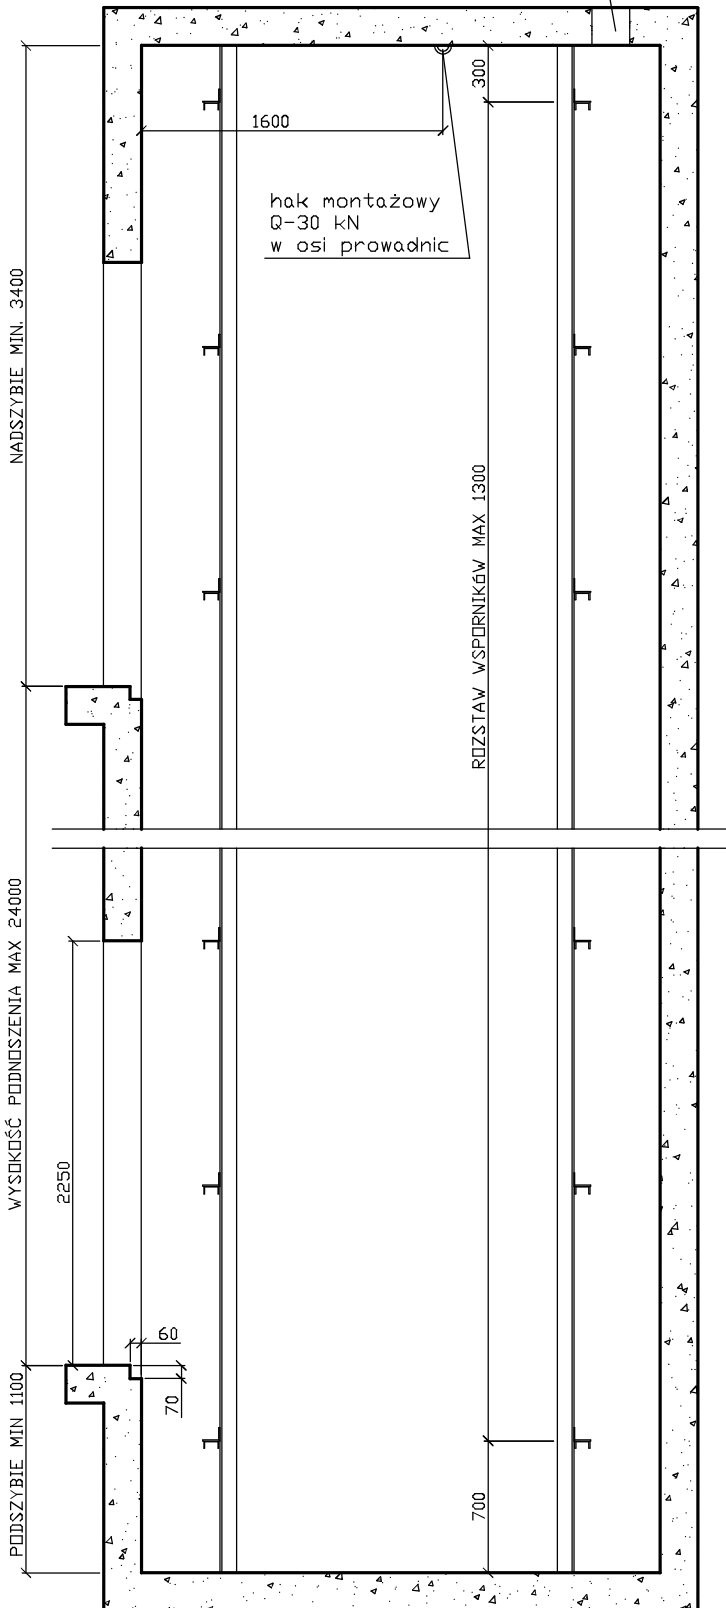 300
1600
hak montażowy
Q-30 kN
w osi prowadnic
NADSZYBIE MIN. 3400
ROZSTAW WSPORNIKÓW MAX 1300
WYSOKOŚĆ PODNOSZENIA MAX 24000
2250
60
70
PODSZYBIE MIN 1100
700